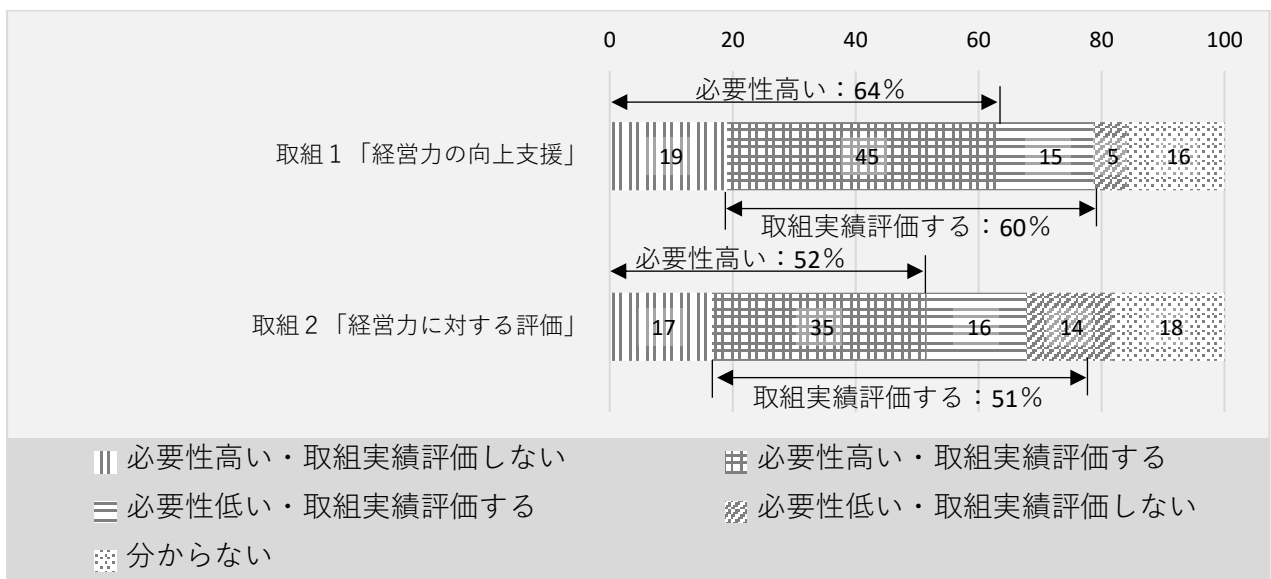 0 20 40 60 80 100
必要性高い：64％
取組１「経営力の向上支援」 19 45 15 5 16
取組実績評価する：60％
必要性高い：52％
取組２「経営力に対する評価」 17 35 16 14 18
取組実績評価する：51％
必要性高い・取組実績評価しない 必要性高い・取組実績評価する
必要性低い・取組実績評価する 必要性低い・取組実績評価しない
分からない